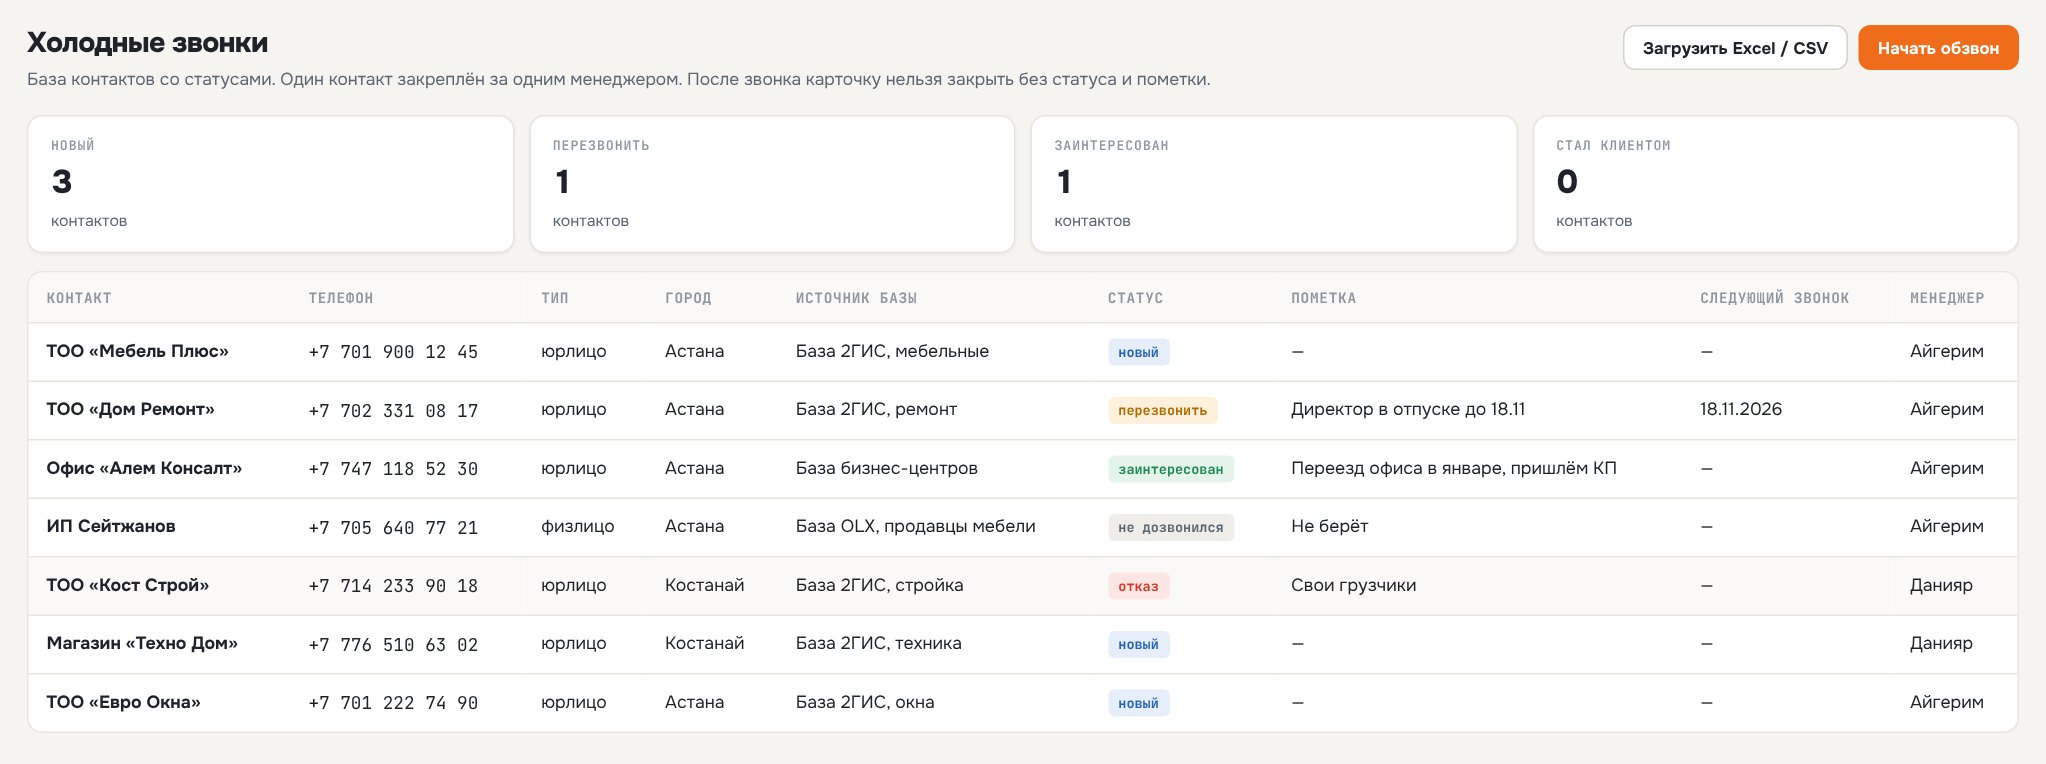 Холодные звонки
Загрузить Excel / CSV
Начать обзвон
База контактов со статусами. Один контакт закреплён за одним менеджером. После звонка карточку нельзя закрыть без статуса и пометки.
НОВЫЙ
3
контактов
ПЕРЕЗВОНИТЬ
1
контактов
ЗАИНТЕРЕСОВАН
1
контактов
СТАЛ КЛИЕНТОМ
0
контактов
КОНТАКТ ТЕЛЕФОН ТИП ГОРОД ИСТОЧНИК БАЗЫ СТАТУС ПОМЕТКА СЛЕДУЮЩИЙ ЗВОНОК МЕНЕДЖЕР
ТОО «Мебель Плюс» +7 701 900 12 45 юрлицо Астана База 2ГИС, мебельные новый — — Айгерим
ТОО «Дом Ремонт» +7 702 331 08 17 юрлицо Астана База 2ГИС, ремонт перезвонить Директор в отпуске до 18.11 18.11.2026 Айгерим
Офис «Алем Консалт» +7 747 118 52 30 юрлицо Астана База бизнес-центров заинтересован Переезд офиса в январе, пришлём КП — Айгерим
ИП Сейтжанов +7 705 640 77 21 физлицо Астана База OLX, продавцы мебели не дозвонился Не берёт — Айгерим
ТОО «Кост Строй» +7 714 233 90 18 юрлицо Костанай База 2ГИС, стройка отказ Свои грузчики — Данияр
Магазин «Техно Дом» +7 776 510 63 02 юрлицо Костанай База 2ГИС, техника новый — — Данияр
ТОО «Евро Окна» +7 701 222 74 90 юрлицо Астана База 2ГИС, окна новый — — Айгерим